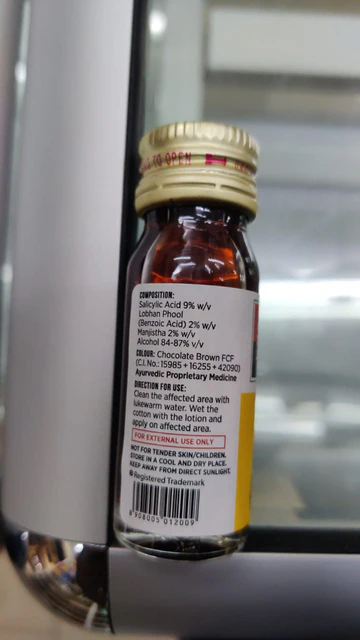 TO OPEN
COMPOSITION:
Salicylic Acid 9% w/v
Lobhan Phool
(Benzoic Acid) 2% w/v
Manjistha 2% w/v
Alcohol 84-87% v/v
COLOUR: Chocolate Brown FCF
(C.I. No.: 15985 + 16255 + 42090)
Ayurvedic Proprietary Medicine
DIRECTION FOR USE:
Clean the affected area with
lukewarm water. Wet the
cotton with the lotion and
apply on affected area.
FOR EXTERNAL USE ONLY
NOT FOR TENDER SKIN/CHILDREN.
STORE IN A COOL AND DRY PLACE.
KEEP AWAY FROM DIRECT SUNLIGHT.
® Registered Trademark
8 908005 012009